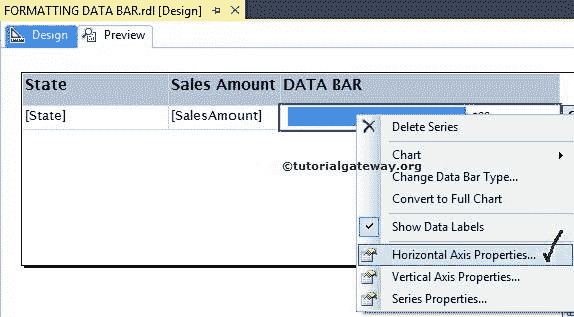 FORMATTING DATA BAR.rdl [Design]
Design Preview
State Sales Amount DATA BAR
[State] [SalesAmount]
Delete Series
©tutorialgateway.org
Chart
Change Data Bar Type...
Convert to Full Chart
Show Data Labels
Horizontal Axis Properties...
Vertical Axis Properties...
Series Properties...